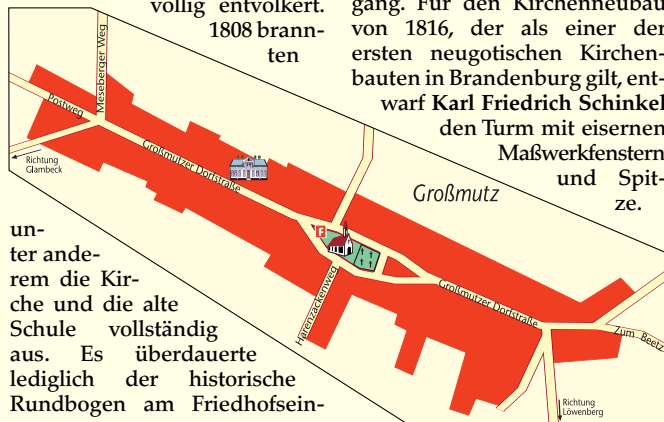 völlig entvölkert.
1808 brann-
ten
un-
ter ande-
rem die Kir-
che und die alte
Schule vollständig
aus. Es überdauerte
lediglich der historische
Rundbogen am Friedhofsein-
gang. Für den Kirchenneubau
von 1816, der als einer der
ersten neugotischen Kirchen-
bauten in Brandenburg gilt, ent-
warf Karl Friedrich Schinkel
den Turm mit eisernen
Maßwerkfenstern
und Spit-
ze.
Meseberger Weg
Postweg
Richtung
Glambeck
Großmutzer Dorfstraße
Großmutz
F
Harenzackenweg
Großmutzer Dorfstraße
Zum Beetz
Richtung
Löwenberg